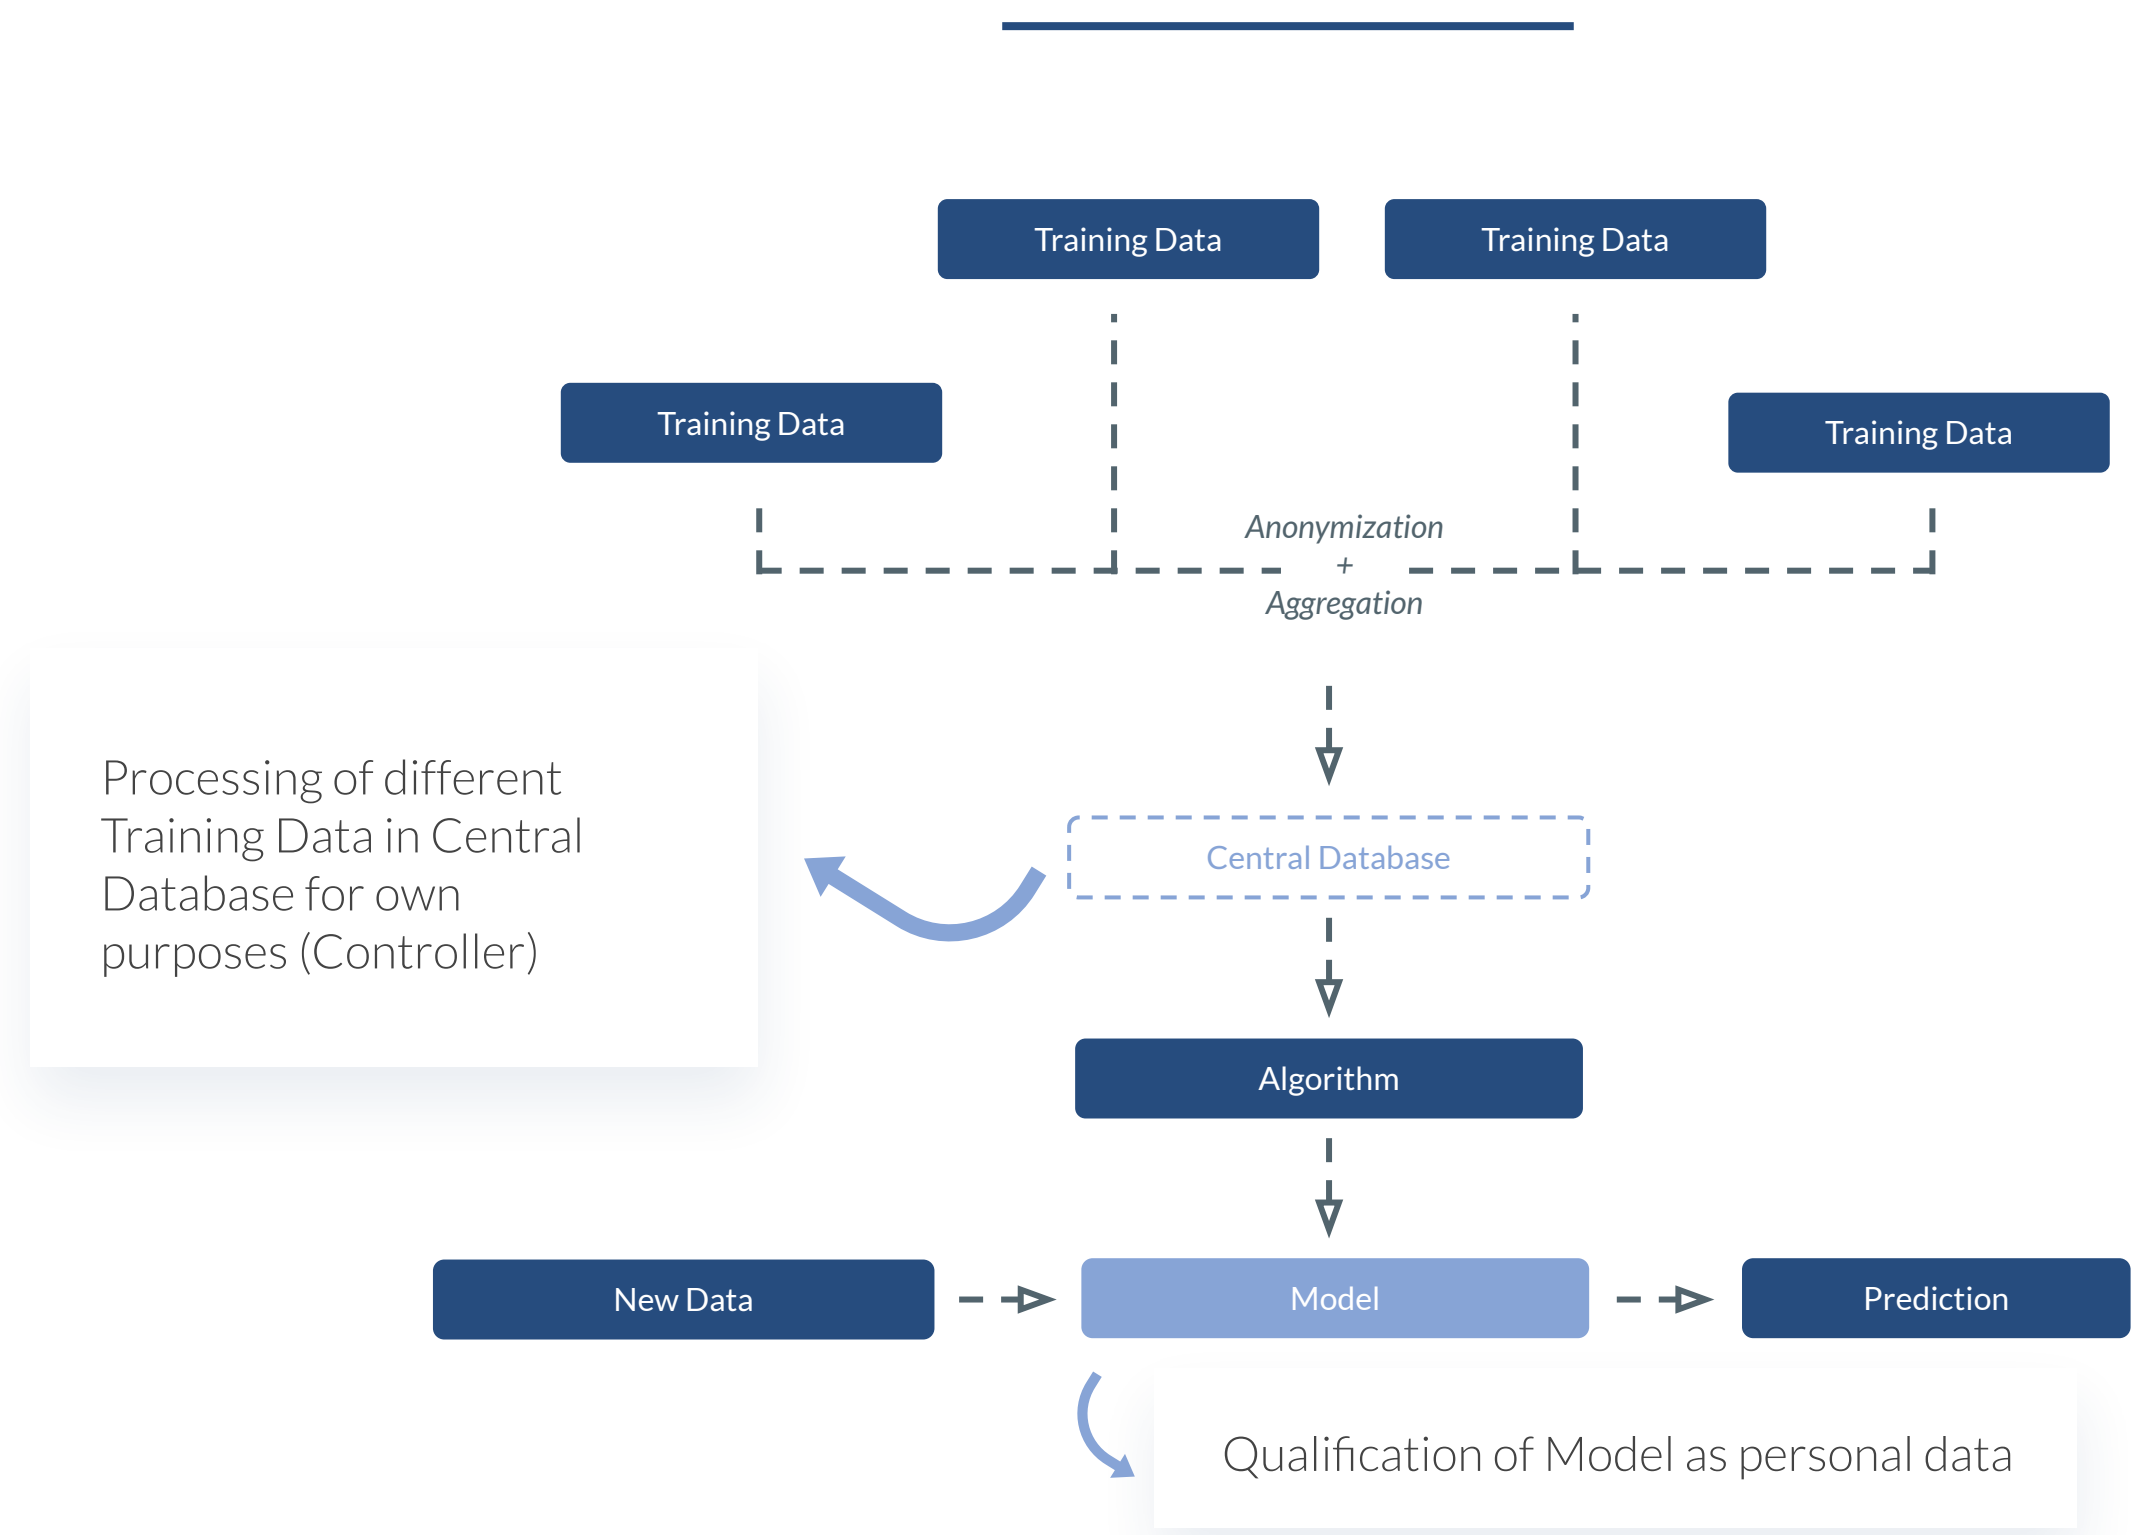 Training Data
Training Data
Training Data
Training Data
Anonymization
+
Aggregation
Processing of different
Training Data in Central
Database for own
purposes (Controller)
Central Database
Algorithm
New Data
Model
Prediction
Qualification of Model as personal data